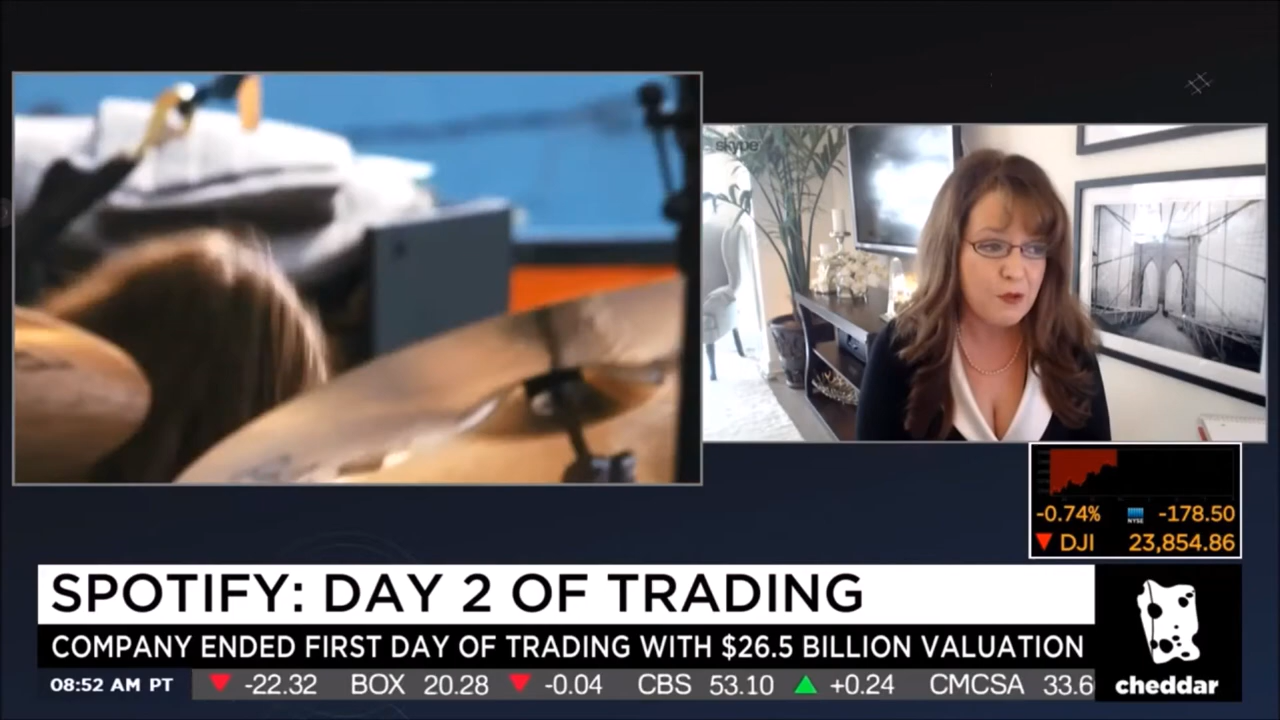 skype
-0.74% NYSE -178.50
DJI 23,854.86
SPOTIFY: DAY 2 OF TRADING
COMPANY ENDED FIRST DAY OF TRADING WITH $26.5 BILLION VALUATION
08:52 AM PT -22.32 BOX 20.28 -0.04 CBS 53.10 +0.24 CMCSA 33.6
cheddar